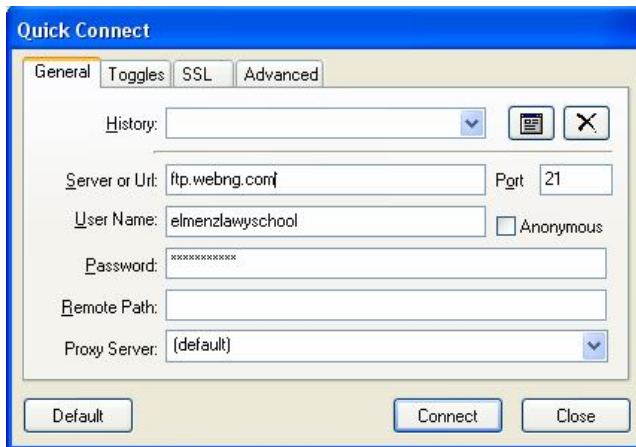 Quick Connect
General Toggles SSL Advanced
History:
Server or Url: ftp.webng.com Port 21
User Name: elmenzlawyschool Anonymous
Password: ***********
Remote Path:
Proxy Server: (default)
Default Connect Close